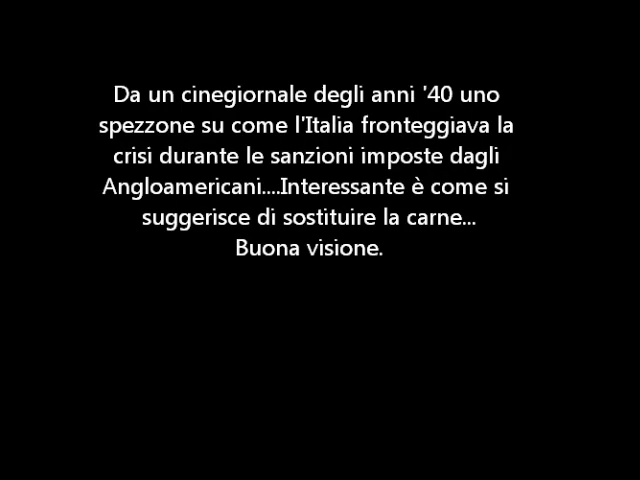 Da un cinegiornale degli anni '40 uno
spezzone su come l'Italia fronteggiava la
crisi durante le sanzioni imposte dagli
Angloamericani....Interessante è come si
suggerisce di sostituire la carne...
Buona visione.